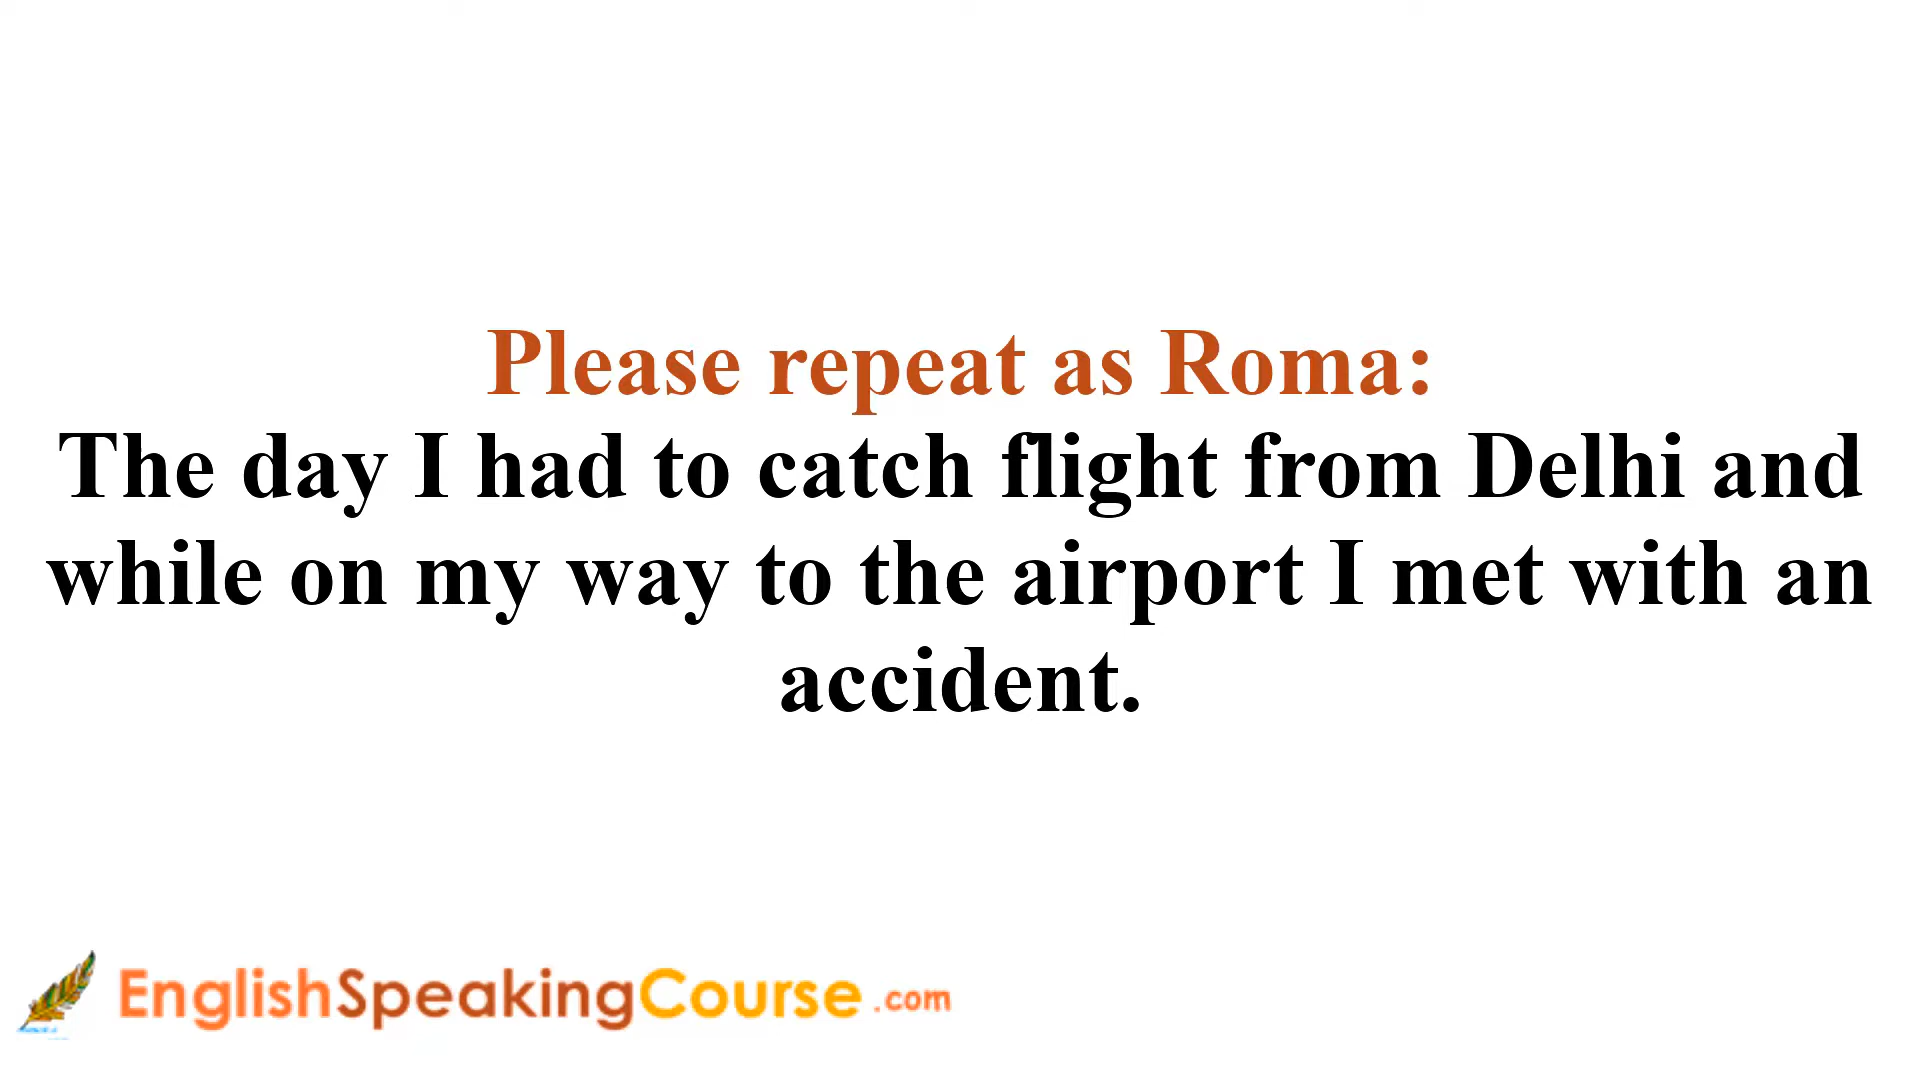 Please repeat as Roma:
The day I had to catch flight from Delhi and
while on my way to the airport I met with an
accident.
EnglishSpeakingCourse.com